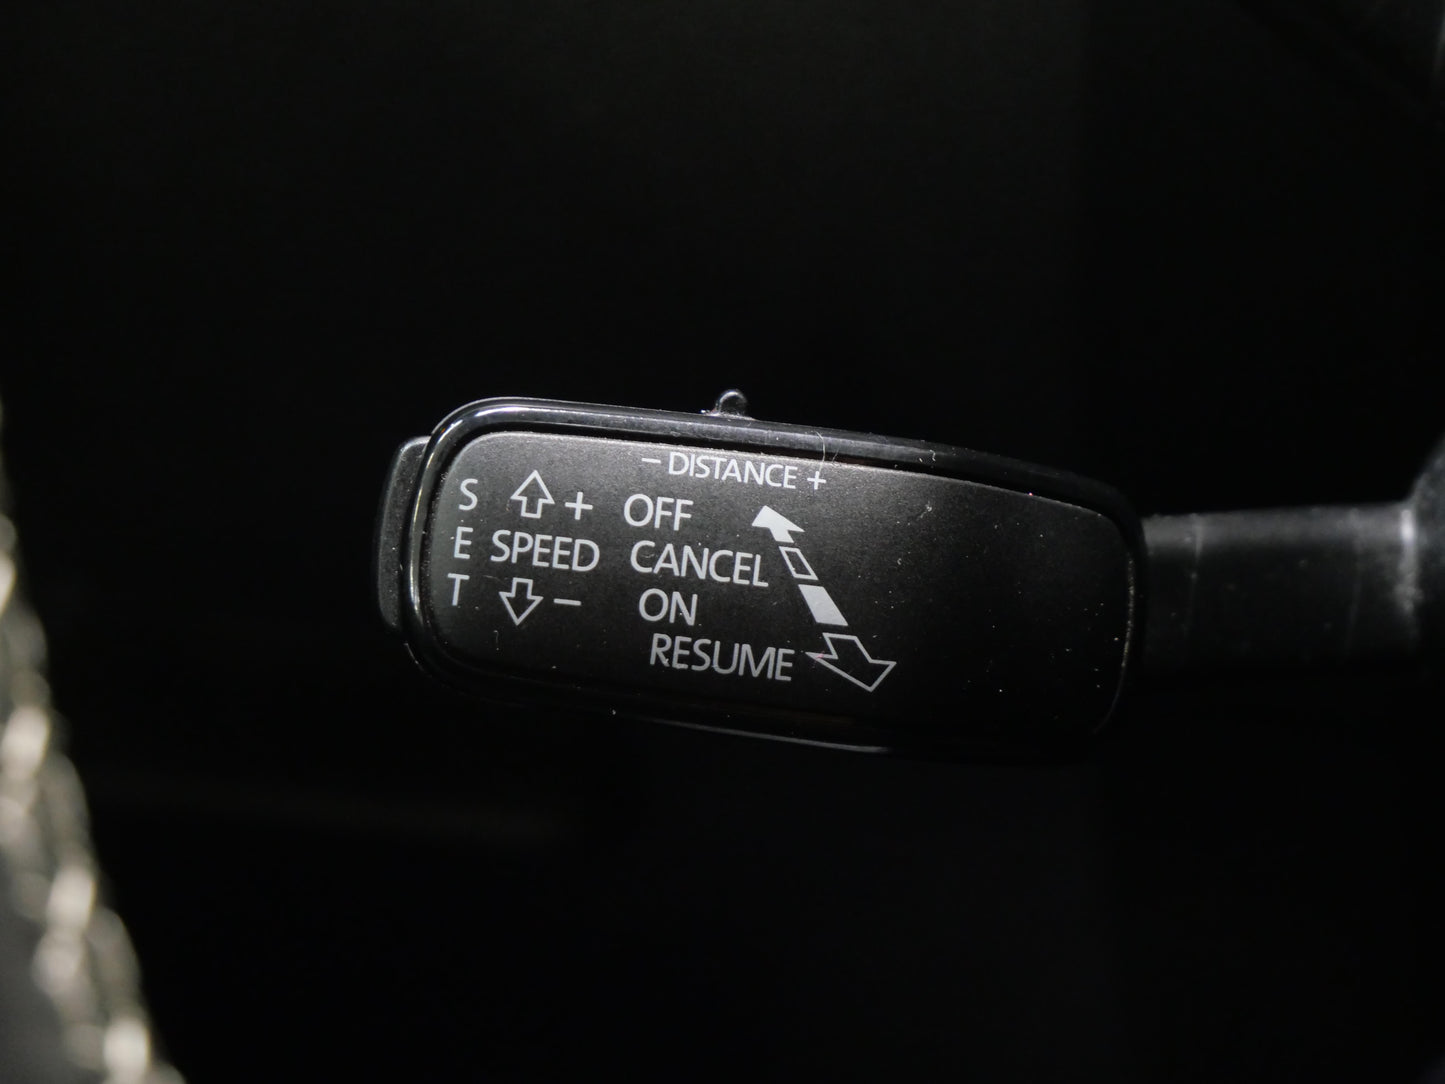 - DISTANCE +
S
E
T
+
SPEED
-
OFF
CANCEL
ON
RESUME